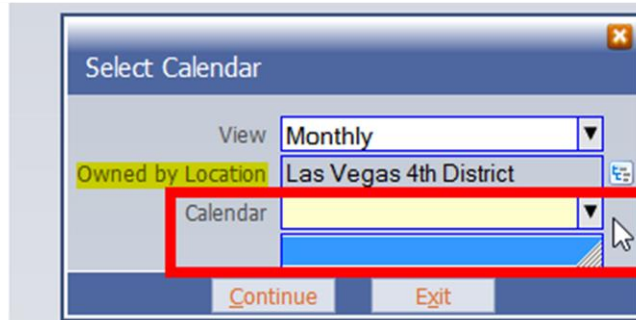 Select Calendar
View Monthly
Owned by Location Las Vegas 4th District
Calendar
Continue Exit